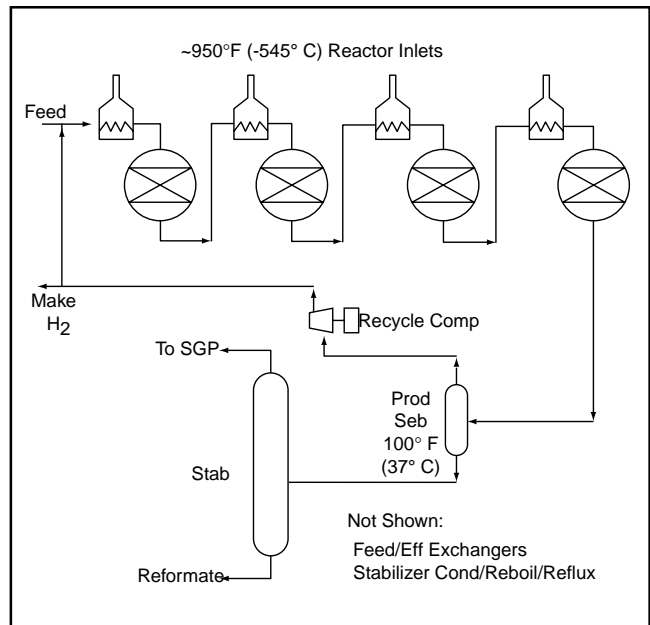 ~950°F (-545° C) Reactor Inlets
Feed
Make
H2
Recycle Comp
To SGP
Prod
Seb
100° F
(37° C)
Stab
Not Shown:
Feed/Eff Exchangers
Stabilizer Cond/Reboil/Reflux
Reformate